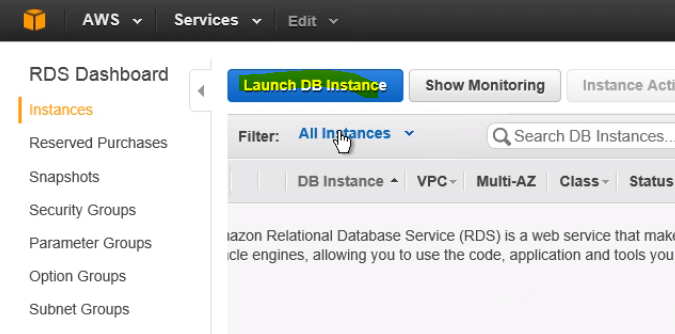 AWS Services Edit
RDS Dashboard
Instances
Reserved Purchases
Snapshots
Security Groups
Parameter Groups
Option Groups
Subnet Groups
Launch DB Instance Show Monitoring Instance Acti
Filter: All Instances Search DB Instances...
DB Instance VPC Multi-AZ Class Status
mazon Relational Database Service (RDS) is a web service that make
acle engines, allowing you to use the code, application and tools you